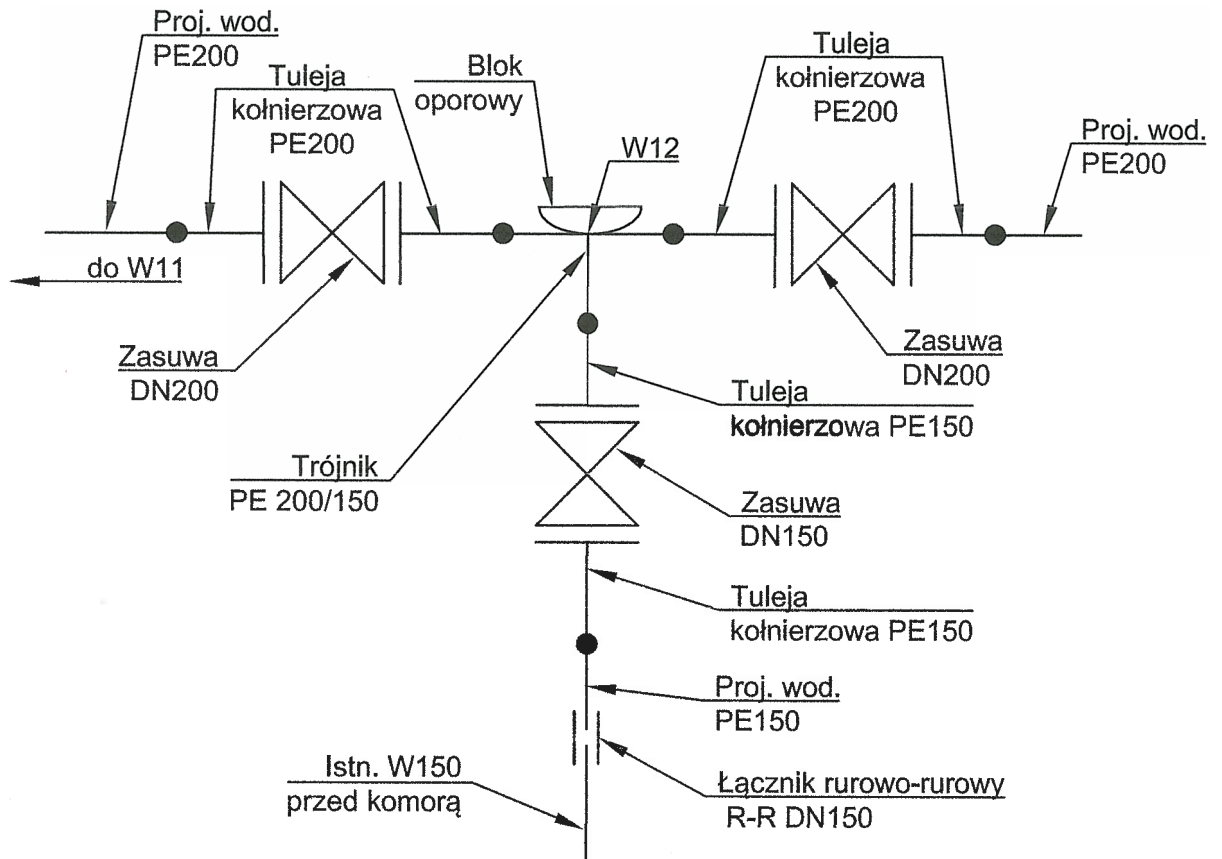 Proj. wod.
PE200
Tuleja
kołnierzowa
PE200
Blok
oporowy
W12
Tuleja
kołnierzowa
PE200
Proj. wod.
PE200
do W11
Zasuwa
DN200
Zasuwa
DN200
Tuleja
kołnierzowa PE150
Trójnik
PE 200/150
Zasuwa
DN150
Tuleja
kołnierzowa PE150
Proj. wod.
PE150
Istn. W150
przed komorą
Łącznik rurowo-rurowy
R-R DN150